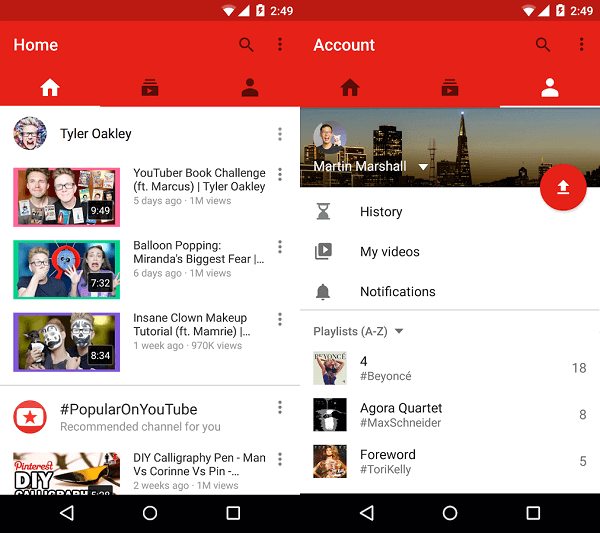 2:49
Home
Tyler Oakley
YouTuber Book Challenge
(ft. Marcus) | Tyler Oakley
5 days ago · 1M views
9:49
Balloon Popping:
Miranda's Biggest Fear |...
6 days ago · 1M views
7:32
Insane Clown Makeup
Tutorial (ft. Mamrie) |...
1 week ago · 970K views
8:34
#PopularOnYouTube
Recommended channel for you
Pinterest
DIY
CALLIGRAPHY
5:28
DIY Calligraphy Pen - Man
Vs Corinne Vs Pin -...
2 weeks ago · 1M views
2:49
Account
Martin Marshall
History
My videos
Notifications
Playlists (A-Z)
BEYONCÉ
4
#Beyoncé
18
Agora Quartet
#MaxSchneider
8
Foreword
#ToriKelly
5